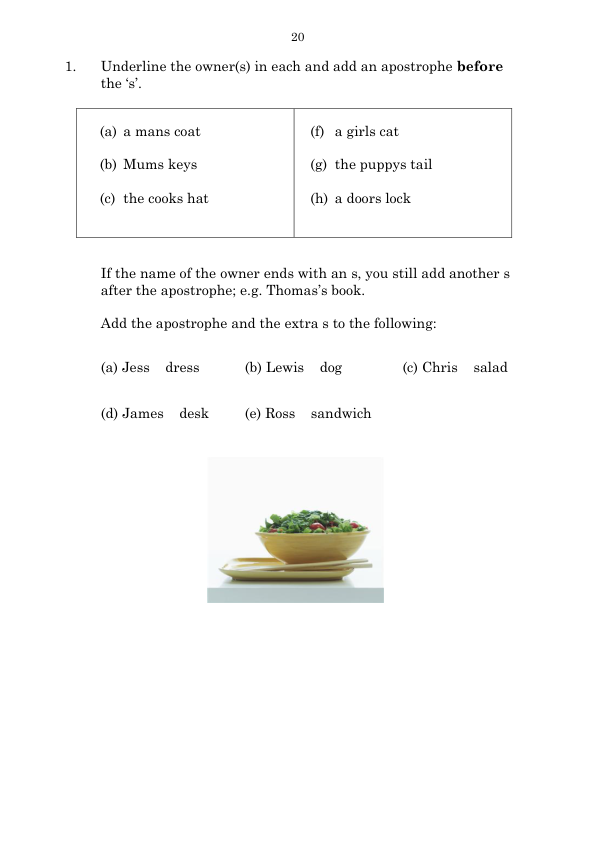 20
1. Underline the owner(s) in each and add an apostrophe before
the ‘s’.
(a) a mans coat
(b) Mums keys
(c) the cooks hat
(f) a girls cat
(g) the puppys tail
(h) a doors lock
If the name of the owner ends with an s, you still add another s
after the apostrophe; e.g. Thomas’s book.
Add the apostrophe and the extra s to the following:
(a) Jess dress (b) Lewis dog (c) Chris salad
(d) James desk (e) Ross sandwich